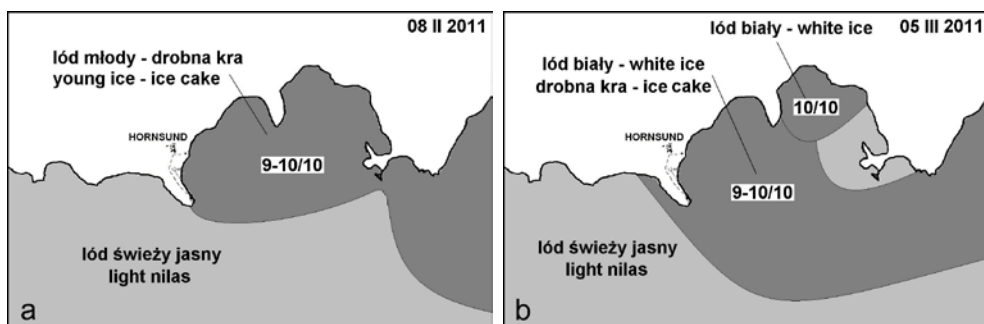 08 II 2011
lód młody - drobna kra
young ice - ice cake
HORNSUND
9-10/10
lód świeży jasny
light nilas
a
05 III 2011
lód biały - white ice
lód biały - white ice
drobna kra - ice cake
10/10
HORNSUND
9-10/10
lód świeży jasny
light nilas
b